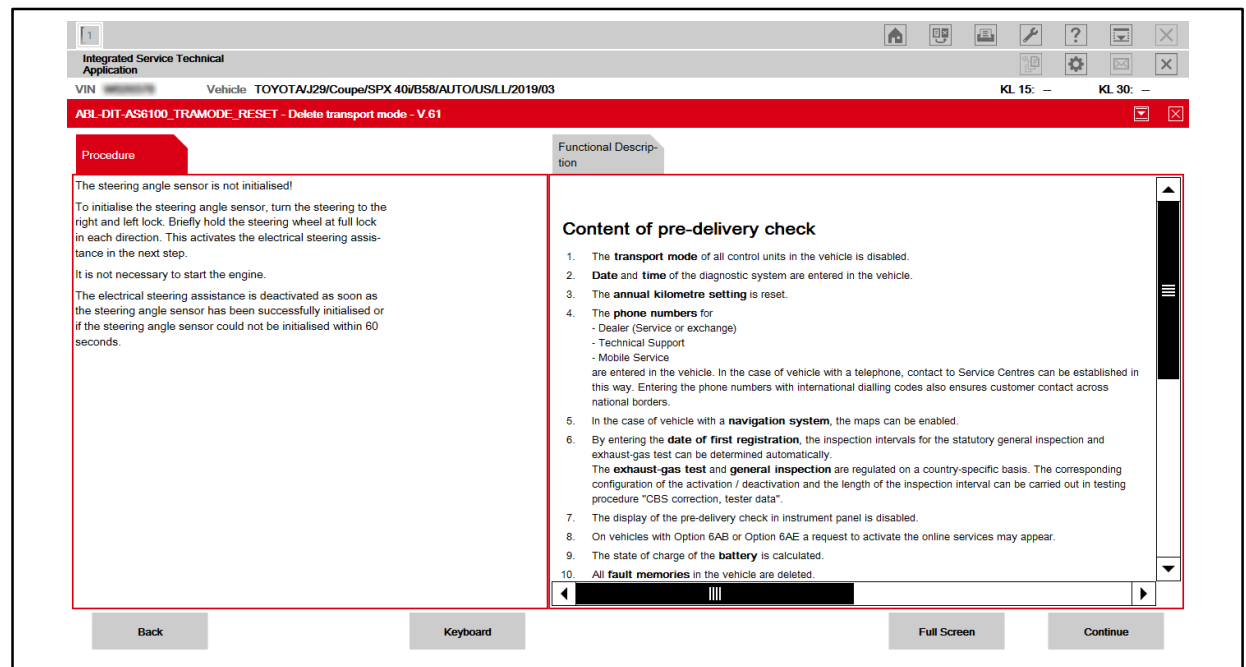 1
Integrated Service Technical
Application
VIN Vehicle TOYOTA/J29/Coupe/SPX 40i/B58/AUTO/US/LL/2019/03 KL 15: – KL 30: –
ABL-DIT-AS6100_TRAMODE_RESET - Delete transport mode - V.61
Procedure
The steering angle sensor is not initialised!
To initialise the steering angle sensor, turn the steering to the
right and left lock. Briefly hold the steering wheel at full lock
in each direction. This activates the electrical steering assis-
tance in the next step.
It is not necessary to start the engine.
The electrical steering assistance is deactivated as soon as
the steering angle sensor has been successfully initialised or
if the steering angle sensor could not be initialised within 60
seconds.
Functional Descrip-
tion
Content of pre-delivery check
1. The transport mode of all control units in the vehicle is disabled.
2. Date and time of the diagnostic system are entered in the vehicle.
3. The annual kilometre setting is reset.
4. The phone numbers for
- Dealer (Service or exchange)
- Technical Support
- Mobile Service
are entered in the vehicle. In the case of vehicle with a telephone, contact to Service Centres can be established in
this way. Entering the phone numbers with international dialling codes also ensures customer contact across
national borders.
5. In the case of vehicle with a navigation system, the maps can be enabled.
6. By entering the date of first registration, the inspection intervals for the statutory general inspection and
exhaust-gas test can be determined automatically.
The exhaust-gas test and general inspection are regulated on a country-specific basis. The corresponding
configuration of the activation / deactivation and the length of the inspection interval can be carried out in testing
procedure "CBS correction, tester data".
7. The display of the pre-delivery check in instrument panel is disabled.
8. On vehicles with Option 6AB or Option 6AE a request to activate the online services may appear.
9. The state of charge of the battery is calculated.
10. All fault memories in the vehicle are deleted.
Back Keyboard Full Screen Continue